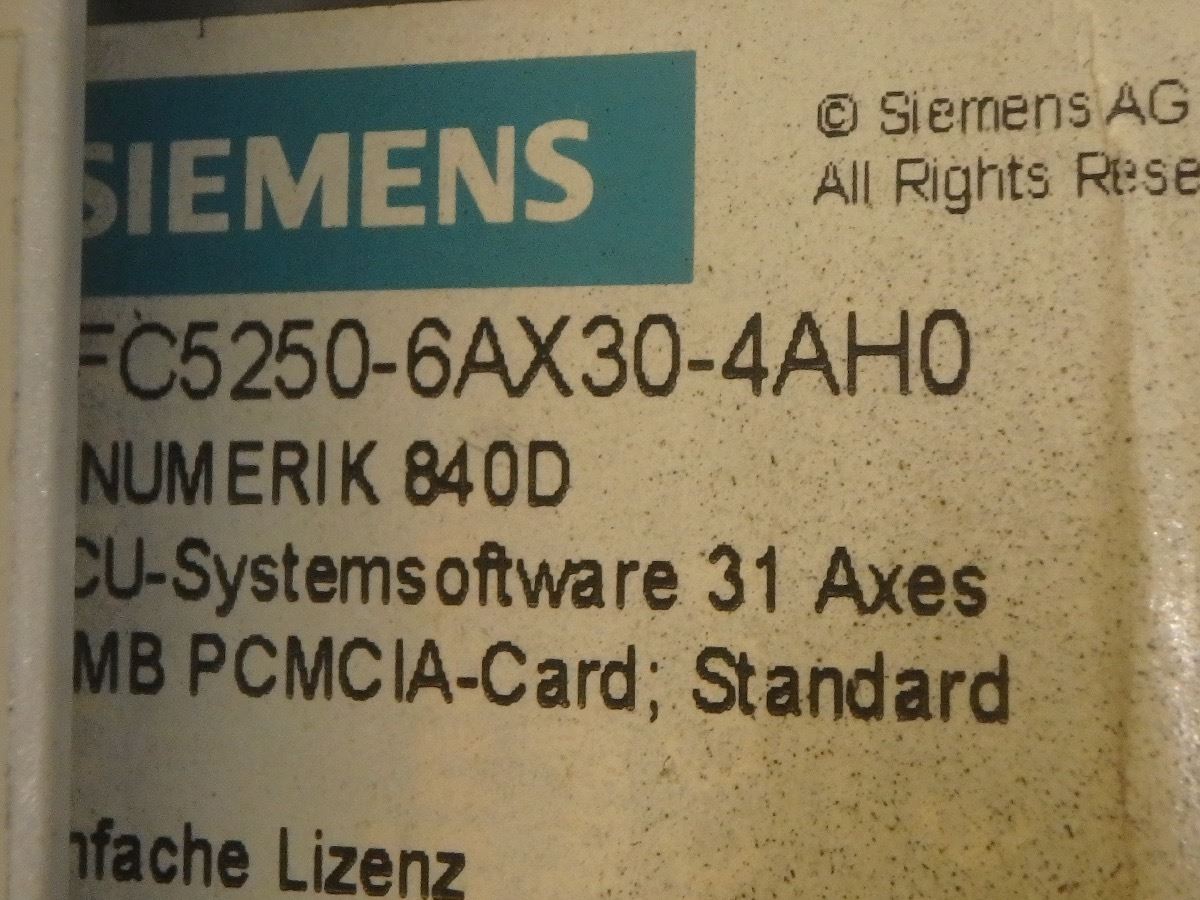 SIEMENS
© Siemens AG
All Rights Rese
FC5250-6AX30-4AH0
NUMERIK 840D
CU-Systemsoftware 31 Axes
MB PCMCIA-Card; Standard
nfache Lizenz